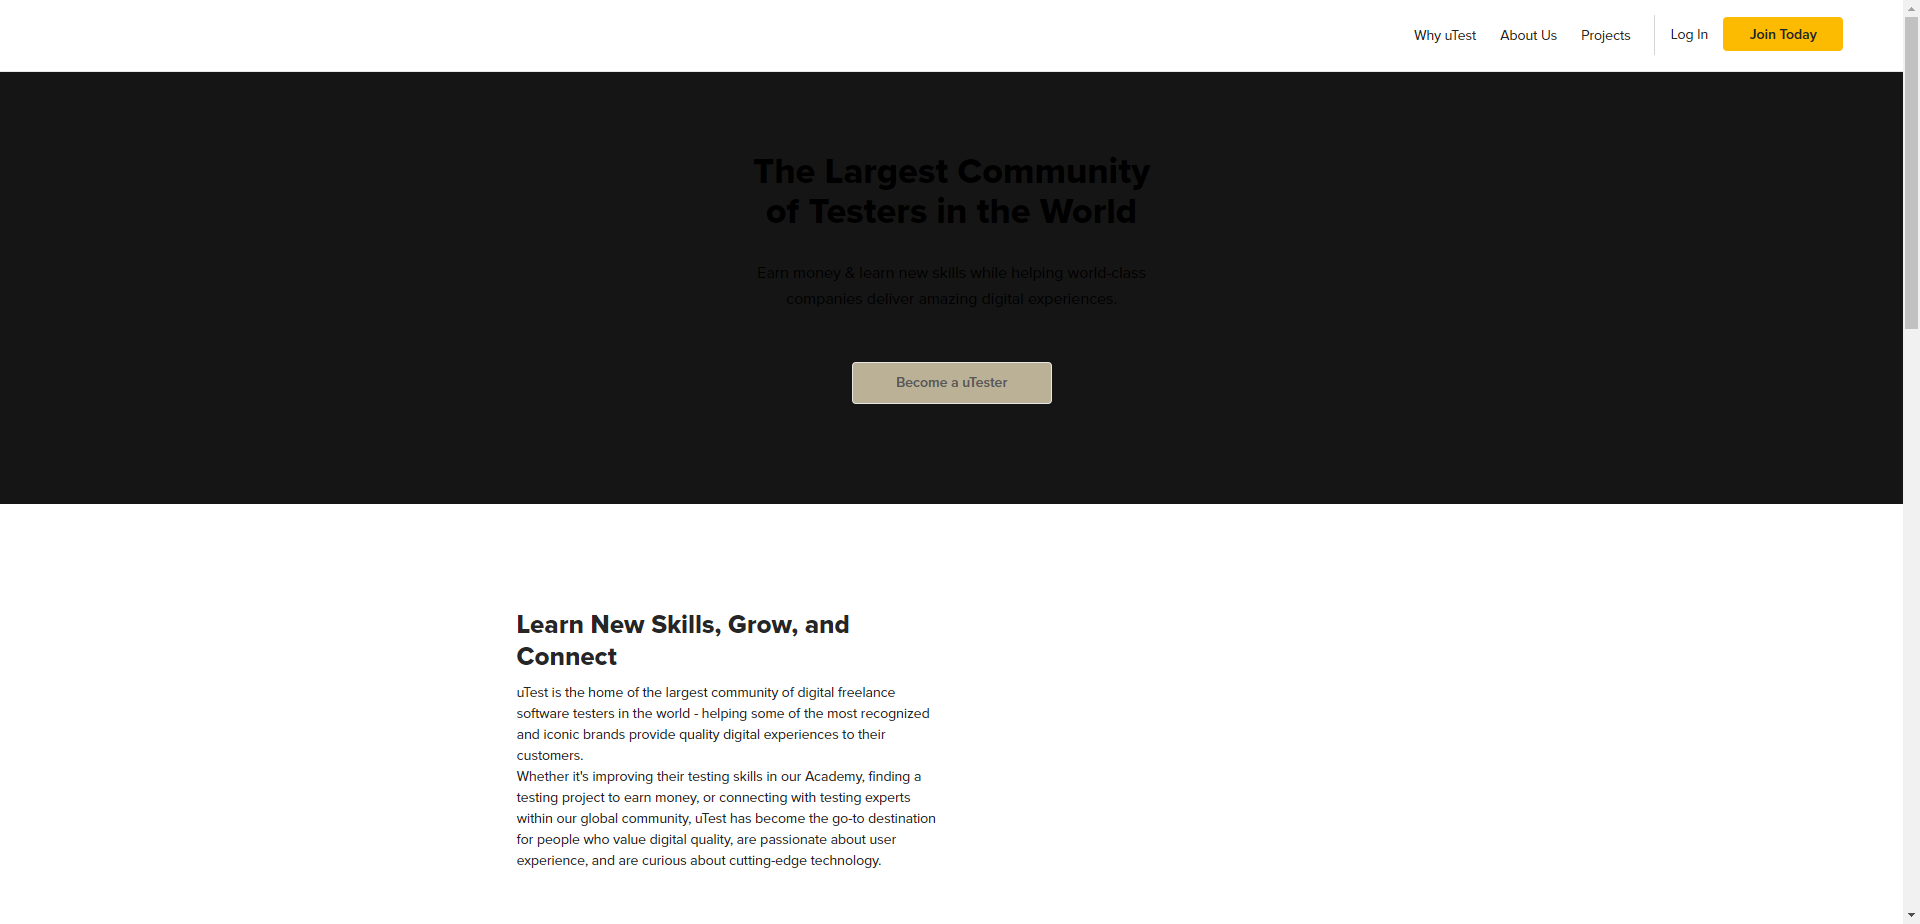 Why uTest
About Us
Projects
Log In
Join Today
The Largest Community
of Testers in the World
Earn money & learn new skills while helping world-class
companies deliver amazing digital experiences.
Become a uTester
Learn New Skills, Grow, and
Connect
uTest is the home of the largest community of digital freelance
software testers in the world - helping some of the most recognized
and iconic brands provide quality digital experiences to their
customers.
Whether it's improving their testing skills in our Academy, finding a
testing project to earn money, or connecting with testing experts
within our global community, uTest has become the go-to destination
for people who value digital quality, are passionate about user
experience, and are curious about cutting-edge technology.